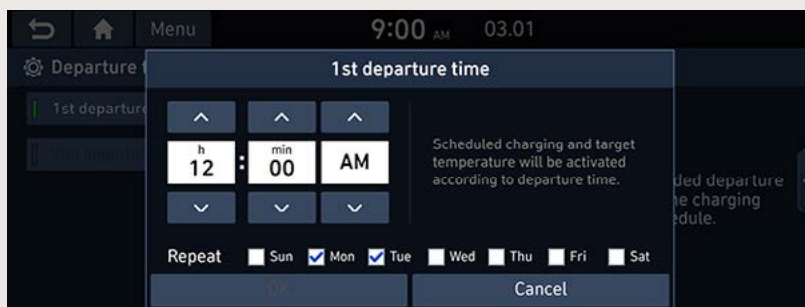 Menu
9:00 AM 03.01
Departure t
1st departure time
1st departure
h min
12 : 00 AM
Scheduled charging and target
temperature will be activated
according to departure time.
ded departure
e charging
edule.
Repeat Sun Mon Tue Wed Thu Fri Sat
Ok Cancel